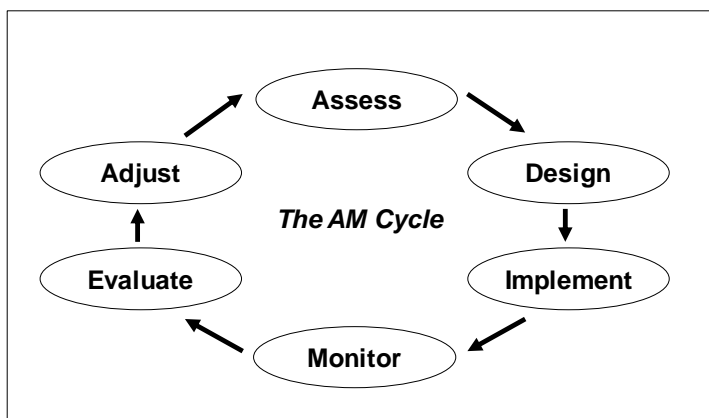 Assess
Adjust
Design
The AM Cycle
Evaluate
Implement
Monitor